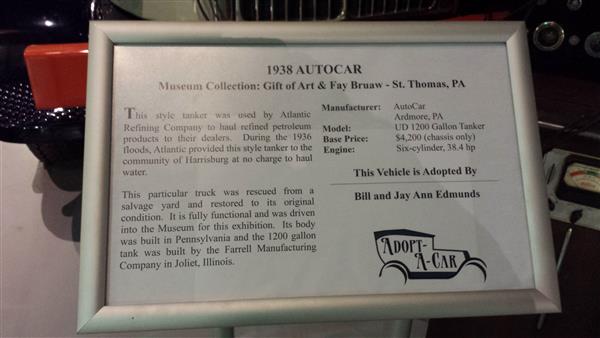 1938 AUTOCAR
Museum Collection: Gift of Art & Fay Bruaw - St. Thomas, PA
This style tanker was used by Atlantic
Refining Company to haul refined petroleum
products to their dealers. During the 1936
floods, Atlantic provided this style tanker to the
community of Harrisburg at no charge to haul
water.
This particular truck was rescued from a
salvage yard and restored to its original
condition. It is fully functional and was driven
into the Museum for this exhibition. Its body
was built in Pennsylvania and the 1200 gallon
tank was built by the Farrell Manufacturing
Company in Joliet, Illinois.
Manufacturer: AutoCar
Ardmore, PA
Model: UD 1200 Gallon Tanker
Base Price: $4,200 (chassis only)
Engine: Six-cylinder, 38.4 hp
This Vehicle is Adopted By
Bill and Jay Ann Edmunds
ADOPT-
A-CAR